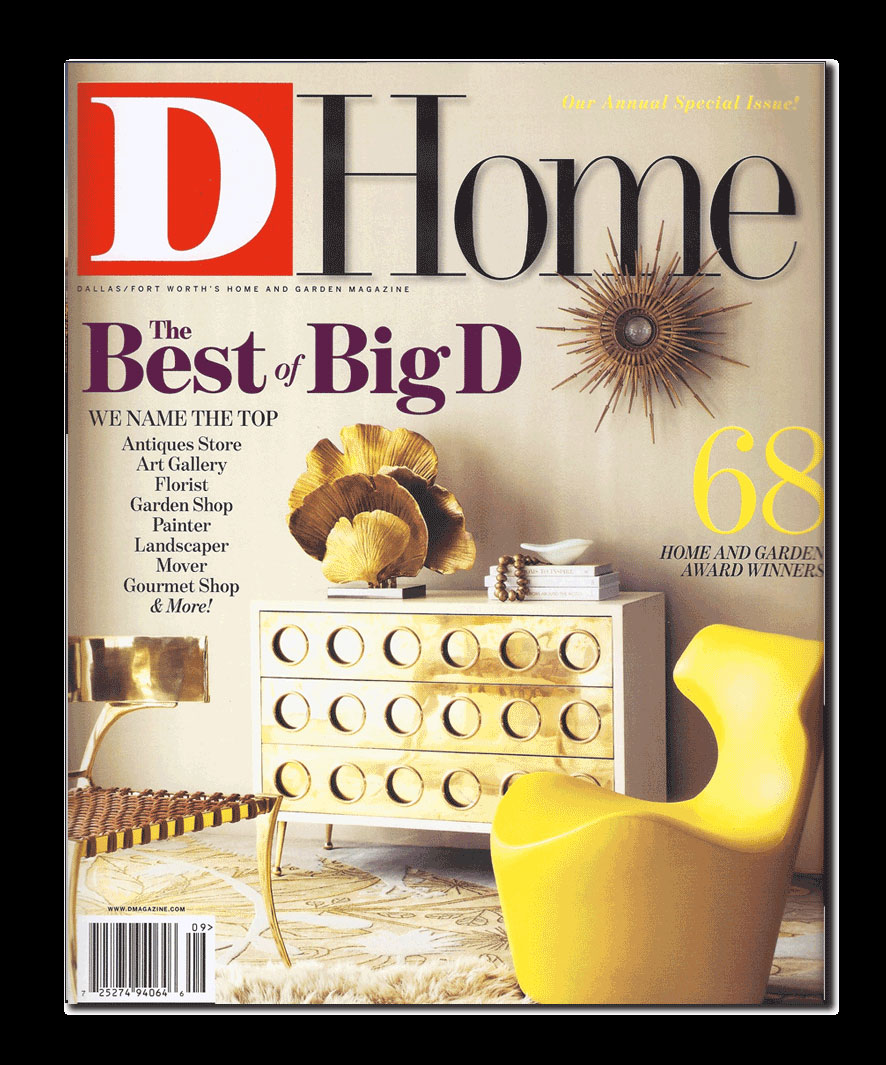 D Home
Our Annual Special Issue!
DALLAS/FORT WORTH'S HOME AND GARDEN MAGAZINE
The
Best of Big D
WE NAME THE TOP
Antiques Store
Art Gallery
Florist
Garden Shop
Painter
Landscaper
Mover
Gourmet Shop
& More!
68
HOME AND GARDEN
AWARD WINNERS
WWW.DMAGAZINE.COM
09>
7 25274 94064 6